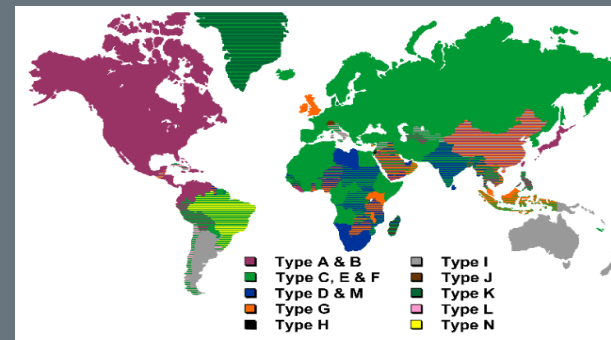 Type A & B
Type C, E & F
Type D & M
Type G
Type H
Type I
Type J
Type K
Type L
Type N